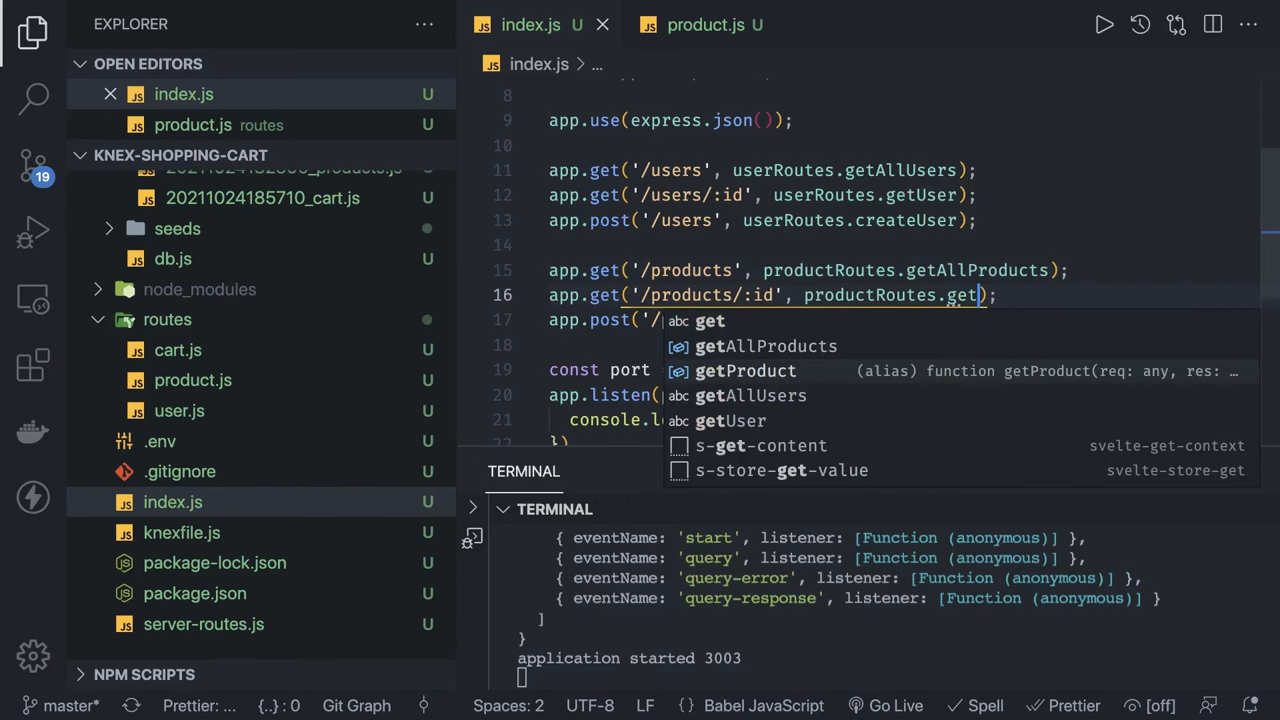 EXPLORER
OPEN EDITORS
index.js U
product.js routes U
KNEX-SHOPPING-CART
20211024185710_cart.js U
seeds
db.js U
node_modules
routes
cart.js U
product.js U
user.js U
.env U
.gitignore U
index.js U
knexfile.js U
package-lock.json U
package.json U
server-routes.js U
NPM SCRIPTS
19
index.js U
product.js U
index.js > ...
8
9 app.use(express.json());
10
11 app.get('/users', userRoutes.getAllUsers);
12 app.get('/users/:id', userRoutes.getUser);
13 app.post('/users', userRoutes.createUser);
14
15 app.get('/products', productRoutes.getAllProducts);
16 app.get('/products/:id', productRoutes.get);
17 app.post('/
18
19 const port
20 app.listen(
21 console.lo
22 })
abc get
getAllProducts
getProduct (alias) function getProduct(req: any, res: …
abc getAllUsers
abc getUser
s-get-content svelte-get-context
s-store-get-value svelte-store-get
TERMINAL
TERMINAL
{ eventName: 'start', listener: [Function (anonymous)] },
{ eventName: 'query', listener: [Function (anonymous)] },
{ eventName: 'query-error', listener: [Function (anonymous)] },
{ eventName: 'query-response', listener: [Function (anonymous)] }
]
}
application started 3003
master* Prettier: ... {..} : 0 Git Graph Spaces: 2 UTF-8 LF {} Babel JavaScript Go Live Spell Prettier [off]